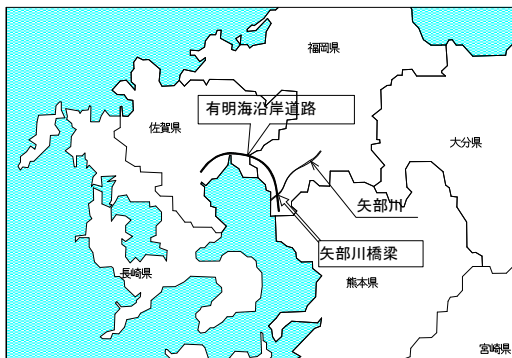 福岡県
有明海沿岸道路
佐賀県
大分県
矢部川
矢部川橋梁
長崎県
熊本県
宮崎県